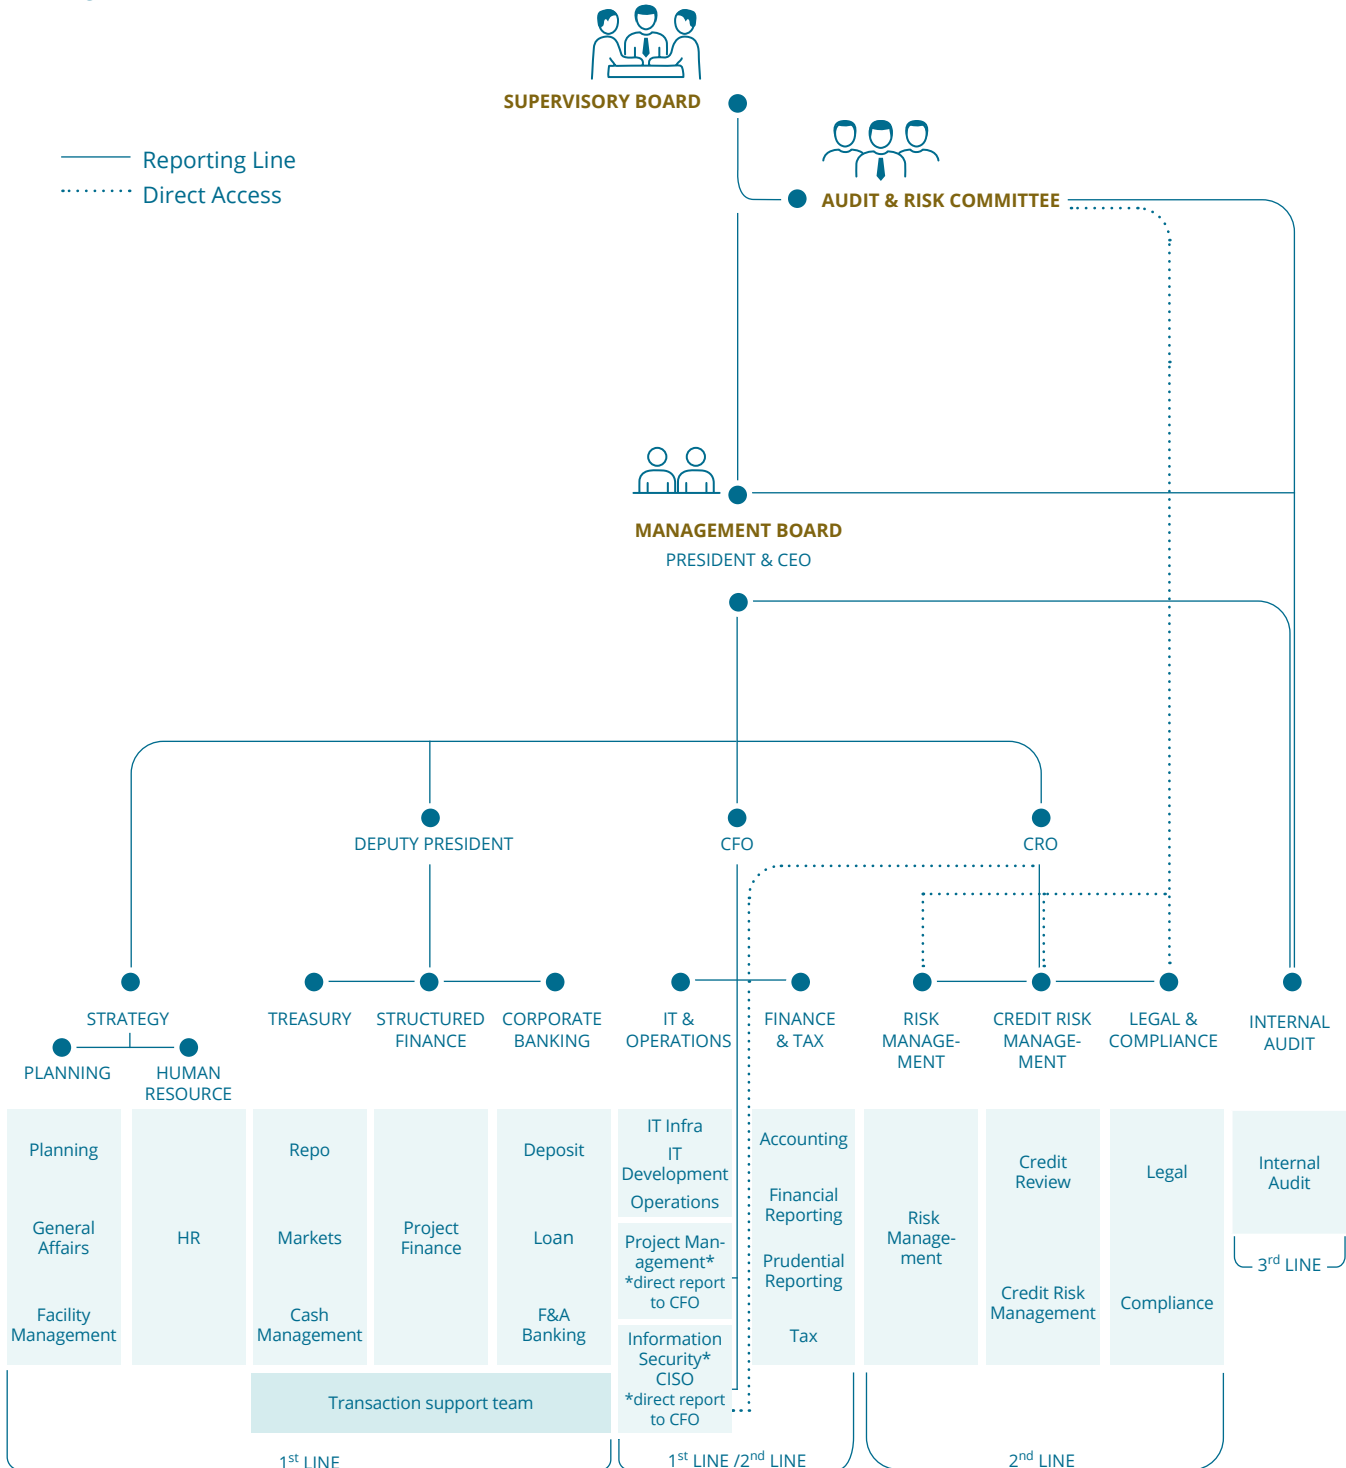 SUPERVISORY BOARD
Reporting Line
Direct Access
AUDIT & RISK COMMITTEE
MANAGEMENT BOARD
PRESIDENT & CEO
DEPUTY PRESIDENT
CFO
CRO
STRATEGY
PLANNING
HUMAN
RESOURCE
TREASURY
STRUCTURED
FINANCE
CORPORATE
BANKING
IT &
OPERATIONS
FINANCE
& TAX
RISK
MANAGE-
MENT
CREDIT RISK
MANAGE-
MENT
LEGAL &
COMPLIANCE
INTERNAL
AUDIT
Planning
General
Affairs
Facility
Management
HR
Repo
Markets
Cash
Management
Project
Finance
Deposit
Loan
F&A
Banking
Transaction support team
IT Infra
IT
Development
Operations
Project Man-
agement*
*direct report
to CFO
Information
Security*
CISO
*direct report
to CFO
Accounting
Financial
Reporting
Prudential
Reporting
Tax
Risk
Manage-
ment
Credit
Review
Credit Risk
Management
Legal
Compliance
Internal
Audit
3rd LINE
1st LINE
1st LINE /2nd LINE
2nd LINE